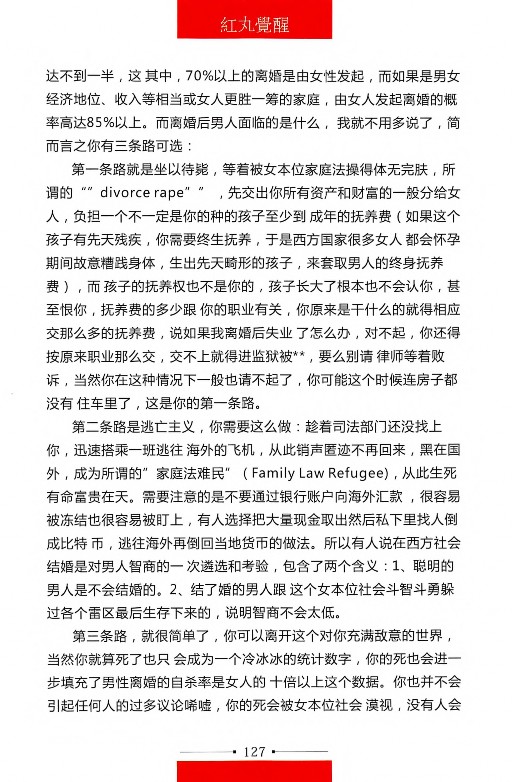 紅丸覺醒
达不到一半，这 其中，70%以上的离婚是由女性发起，而如果是男女
经济地位、收入等相当或女人更胜一筹的家庭，由女人发起离婚的概
率高达85%以上。而离婚后男人面临的是什么，我就不用多说了，简
而言之你有三条路可选：
第一条路就是坐以待毙，等着被女本位家庭法操得体无完肤，所
谓的“”divorce rape”” ，先交出你所有资产和财富的一般分给女
人，负担一个不一定是你的种的孩子至少到 成年的抚养费（如果这个
孩子有先天残疾，你需要终生抚养，于是西方国家很多女人 都会怀孕
期间故意糟践身体，生出先天畸形的孩子，来套取男人的终身抚养
费），而 孩子的抚养权也不是你的，孩子长大了根本也不会认你，甚
至恨你，抚养费的多少跟 你的职业有关，你原来是干什么的就得相应
交那么多的抚养费，说如果我离婚后失业 了怎么办，对不起，你还得
按原来职业那么交，交不上就得进监狱被**，要么别请 律师等着败
诉，当然你在这种情况下一般也请不起了，你可能这个时候连房子都
没有 住车里了，这是你的第一条路。
第二条路是逃亡主义，你需要这么做：趁着司法部门还没找上
你，迅速搭乘一班逃往 海外的飞机，从此销声匿迹不再回来，黑在国
外，成为所谓的”家庭法难民”（Family Law Refugee)，从此生死
有命富贵在天。需要注意的是不要通过银行账户向海外汇款 ，很容易
被冻结也很容易被盯上，有人选择把大量现金取出然后私下里找人倒
成比特 币，逃往海外再倒回当地货币的做法。所以有人说在西方社会
结婚是对男人智商的一 次遴选和考验，包含了两个含义：1、聪明的
男人是不会结婚的。2、结了婚的男人跟 这个女本位社会斗智斗勇躲
过各个雷区最后生存下来的，说明智商不会太低。
第三条路，就很简单了，你可以离开这个对你充满敌意的世界，
当然你就算死了也只 会成为一个冷冰冰的统计数字，你的死也会进一
步填充了男性离婚的自杀率是女人的 十倍以上这个数据。你也并不会
引起任何人的过多议论唏嘘，你的死会被女本位社会 漠视，没有人会
127